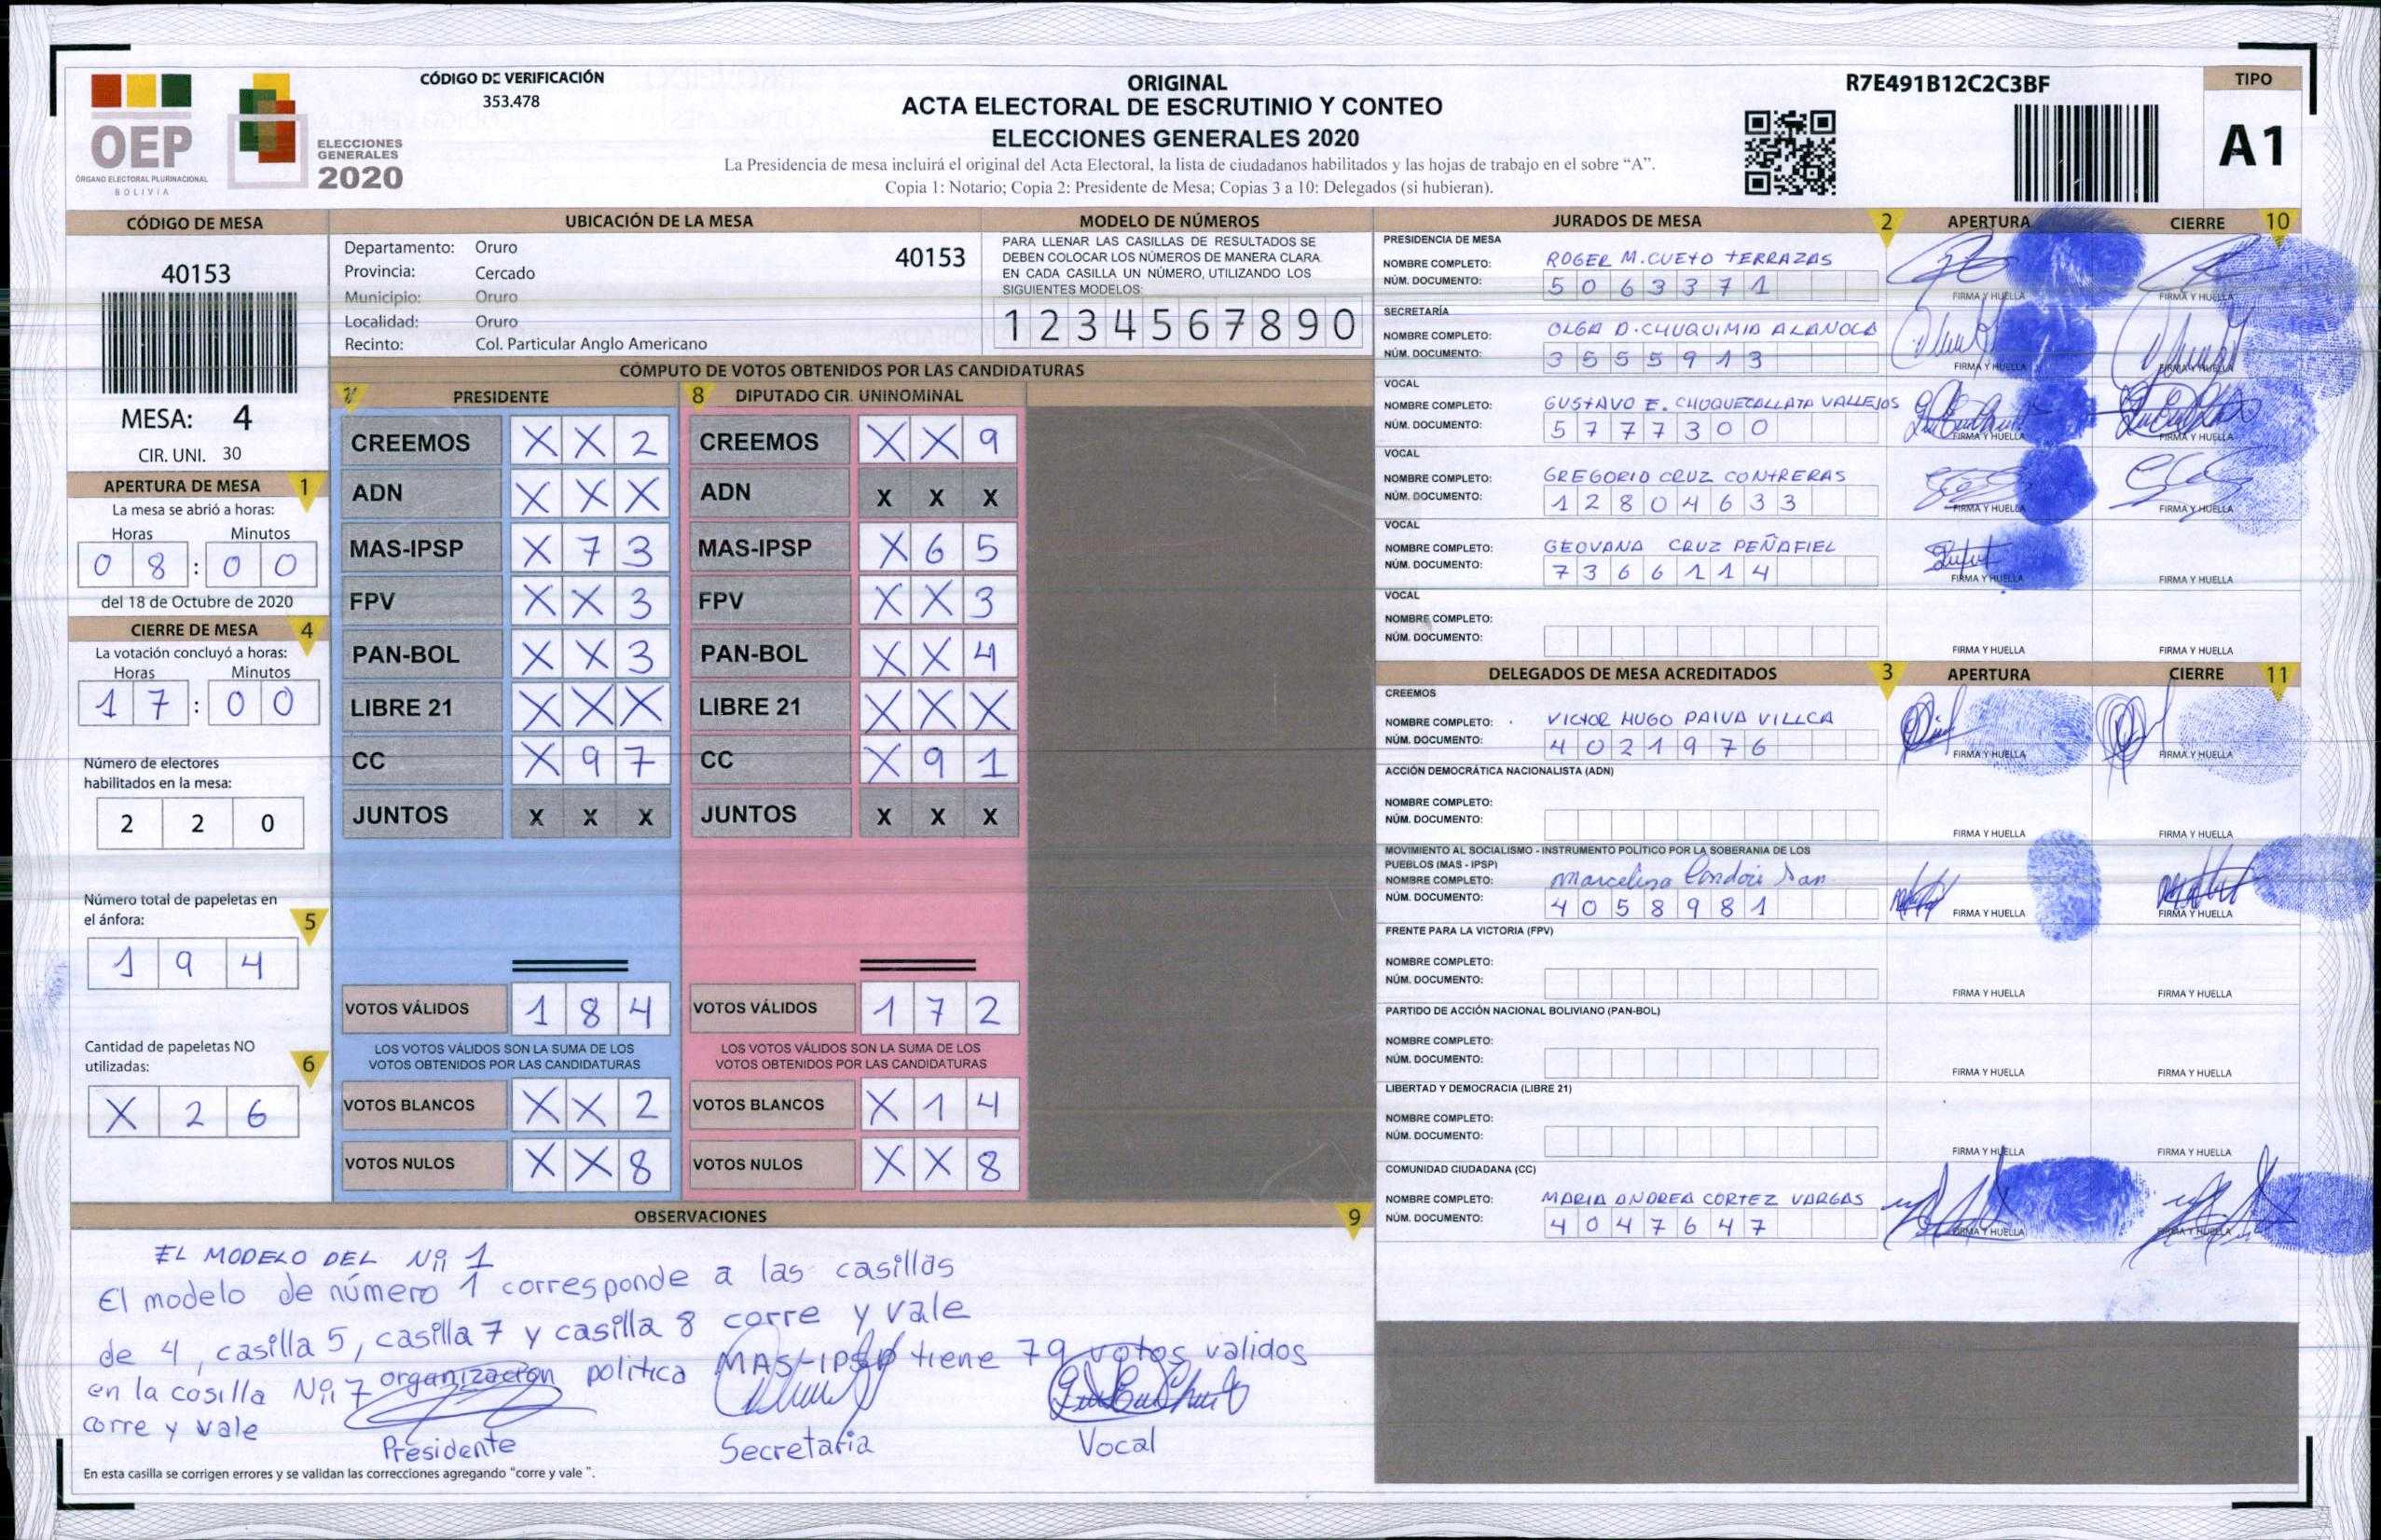 CÓDIGO DE VERIFICACIÓN
353.478
OEP
ÓRGANO ELECTORAL PLURINACIONAL
BOLIVIA
ELECCIONES
GENERALES
2020
ORIGINAL
ACTA ELECTORAL DE ESCRUTINIO Y CONTEO
ELECCIONES GENERALES 2020
La Presidencia de mesa incluirá el original del Acta Electoral, la lista de ciudadanos habilitados y las hojas de trabajo en el sobre “A”.
Copia 1: Notario; Copia 2: Presidente de Mesa; Copias 3 a 10: Delegados (si hubieran).
R7E491B12C2C3BF
TIPO
A1
CÓDIGO DE MESA
40153
MESA: 4
CIR. UNI. 30
UBICACIÓN DE LA MESA
40153
Departamento: Oruro
Provincia: Cercado
Municipio: Oruro
Localidad: Oruro
Recinto: Col. Particular Anglo Americano
MODELO DE NÚMEROS
PARA LLENAR LAS CASILLAS DE RESULTADOS SE
DEBEN COLOCAR LOS NÚMEROS DE MANERA CLARA
EN CADA CASILLA UN NÚMERO, UTILIZANDO LOS
SIGUIENTES MODELOS:
1 2 3 4 5 6 7 8 9 0
APERTURA DE MESA 1
La mesa se abrió a horas:
Horas Minutos
0 8 : 0 0
del 18 de Octubre de 2020
CIERRE DE MESA 4
La votación concluyó a horas:
Horas Minutos
1 7 : 0 0
Número de electores
habilitados en la mesa:
2 2 0
Número total de papeletas en
el ánfora: 5
1 9 4
Cantidad de papeletas NO
utilizadas: 6
X 2 6
CÓMPUTO DE VOTOS OBTENIDOS POR LAS CANDIDATURAS
7 PRESIDENTE 8 DIPUTADO CIR. UNINOMINAL
CREEMOS X X 2 CREEMOS X X 9
ADN X X X ADN X X X
MAS-IPSP X 7 3 MAS-IPSP X 6 5
FPV X X 3 FPV X X 3
PAN-BOL X X 3 PAN-BOL X X 4
LIBRE 21 X X X LIBRE 21 X X X
CC X 9 7 CC X 9 1
JUNTOS X X X JUNTOS X X X
VOTOS VÁLIDOS 1 8 4 VOTOS VÁLIDOS 1 7 2
LOS VOTOS VÁLIDOS SON LA SUMA DE LOS LOS VOTOS VÁLIDOS SON LA SUMA DE LOS
VOTOS OBTENIDOS POR LAS CANDIDATURAS VOTOS OBTENIDOS POR LAS CANDIDATURAS
VOTOS BLANCOS X X 2 VOTOS BLANCOS X 1 4
VOTOS NULOS X X 8 VOTOS NULOS X X 8
OBSERVACIONES 9
EL MODELO DEL Nº 1
El modelo de número 1 corresponde a las casillas
de 4, casilla 5, casilla 7 y casilla 8 corre y vale
en la casilla Nº 7 organizacion politica MAS-IPSP tiene 79 votos validos
corre y vale
Presidente Secretaria Vocal
En esta casilla se corrigen errores y se validan las correcciones agregando “corre y vale ”.
JURADOS DE MESA 2 APERTURA CIERRE 10
PRESIDENCIA DE MESA
NOMBRE COMPLETO: ROGER M. CUETO TERRAZAS
NÚM. DOCUMENTO: 5 0 6 3 3 7 1
FIRMA Y HUELLA FIRMA Y HUELLA
SECRETARÍA
NOMBRE COMPLETO: OLGA D. CHUQUIMIA ALANOCA
NÚM. DOCUMENTO: 3 5 5 5 9 1 3
FIRMA Y HUELLA FIRMA Y HUELLA
VOCAL
NOMBRE COMPLETO: GUSTAVO E. CHUQUECALLATA VALLEJOS
NÚM. DOCUMENTO: 5 7 7 7 3 0 0
FIRMA Y HUELLA FIRMA Y HUELLA
VOCAL
NOMBRE COMPLETO: GREGORIO CRUZ CONTRERAS
NÚM. DOCUMENTO: 1 2 8 0 4 6 3 3
FIRMA Y HUELLA FIRMA Y HUELLA
VOCAL
NOMBRE COMPLETO: GEOVANA CRUZ PEÑAFIEL
NÚM. DOCUMENTO: 7 3 6 6 1 1 4
FIRMA Y HUELLA FIRMA Y HUELLA
VOCAL
NOMBRE COMPLETO:
NÚM. DOCUMENTO:
FIRMA Y HUELLA FIRMA Y HUELLA
DELEGADOS DE MESA ACREDITADOS 3 APERTURA CIERRE 11
CREEMOS
NOMBRE COMPLETO: VICTOR HUGO PAIVA VILLCA
NÚM. DOCUMENTO: 4 0 2 1 9 7 6
FIRMA Y HUELLA FIRMA Y HUELLA
ACCIÓN DEMOCRÁTICA NACIONALISTA (ADN)
NOMBRE COMPLETO:
NÚM. DOCUMENTO:
FIRMA Y HUELLA FIRMA Y HUELLA
MOVIMIENTO AL SOCIALISMO - INSTRUMENTO POLÍTICO POR LA SOBERANIA DE LOS
PUEBLOS (MAS - IPSP)
NOMBRE COMPLETO: Marcelino Condori
NÚM. DOCUMENTO: 4 0 5 8 9 8 1
FIRMA Y HUELLA FIRMA Y HUELLA
FRENTE PARA LA VICTORIA (FPV)
NOMBRE COMPLETO:
NÚM. DOCUMENTO:
FIRMA Y HUELLA FIRMA Y HUELLA
PARTIDO DE ACCIÓN NACIONAL BOLIVIANO (PAN-BOL)
NOMBRE COMPLETO:
NÚM. DOCUMENTO:
FIRMA Y HUELLA FIRMA Y HUELLA
LIBERTAD Y DEMOCRACIA (LIBRE 21)
NOMBRE COMPLETO:
NÚM. DOCUMENTO:
FIRMA Y HUELLA FIRMA Y HUELLA
COMUNIDAD CIUDADANA (CC)
NOMBRE COMPLETO: MARIA ANDREA CORTEZ VARGAS
NÚM. DOCUMENTO: 4 0 4 7 6 4 7
FIRMA Y HUELLA FIRMA Y HUELLA